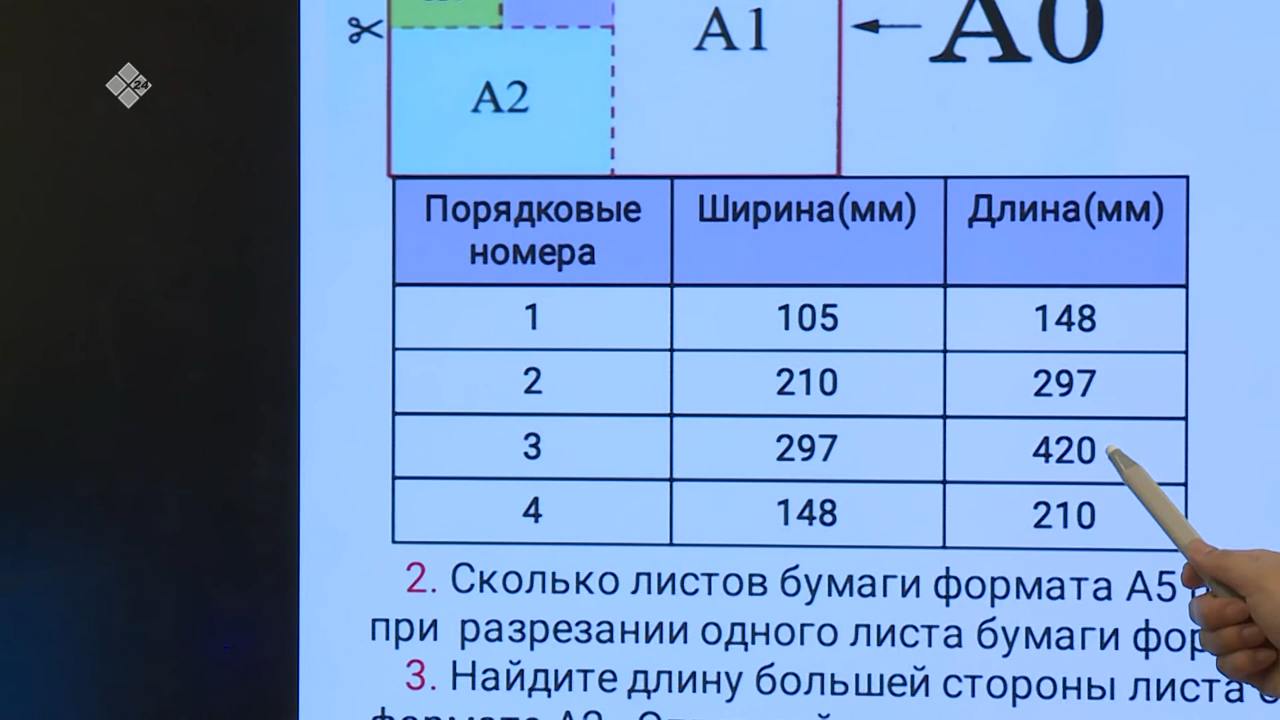 A1
A0
A2
Порядковые номера Ширина(мм) Длина(мм)
1 105 148
2 210 297
3 297 420
4 148 210
2. Сколько листов бумаги формата А5
при разрезании одного листа бумаги
3. Найдите длину большей стороны листа
x24